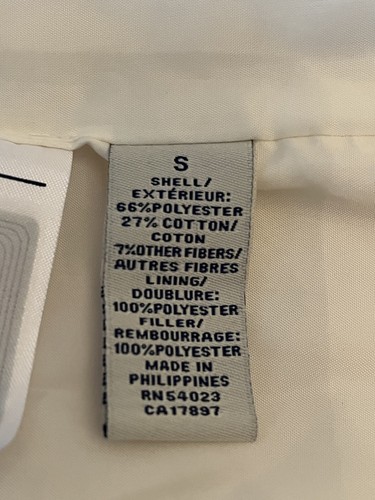 S
SHELL/
EXTÉRIEUR:
66%POLYESTER
27% COTTON/
COTON
7%OTHER FIBERS/
AUTRES FIBRES
LINING/
DOUBLURE:
100%POLYESTER
FILLER/
REMBOURRAGE:
100%POLYESTER
MADE IN
PHILIPPINES
RN54023
CA17897